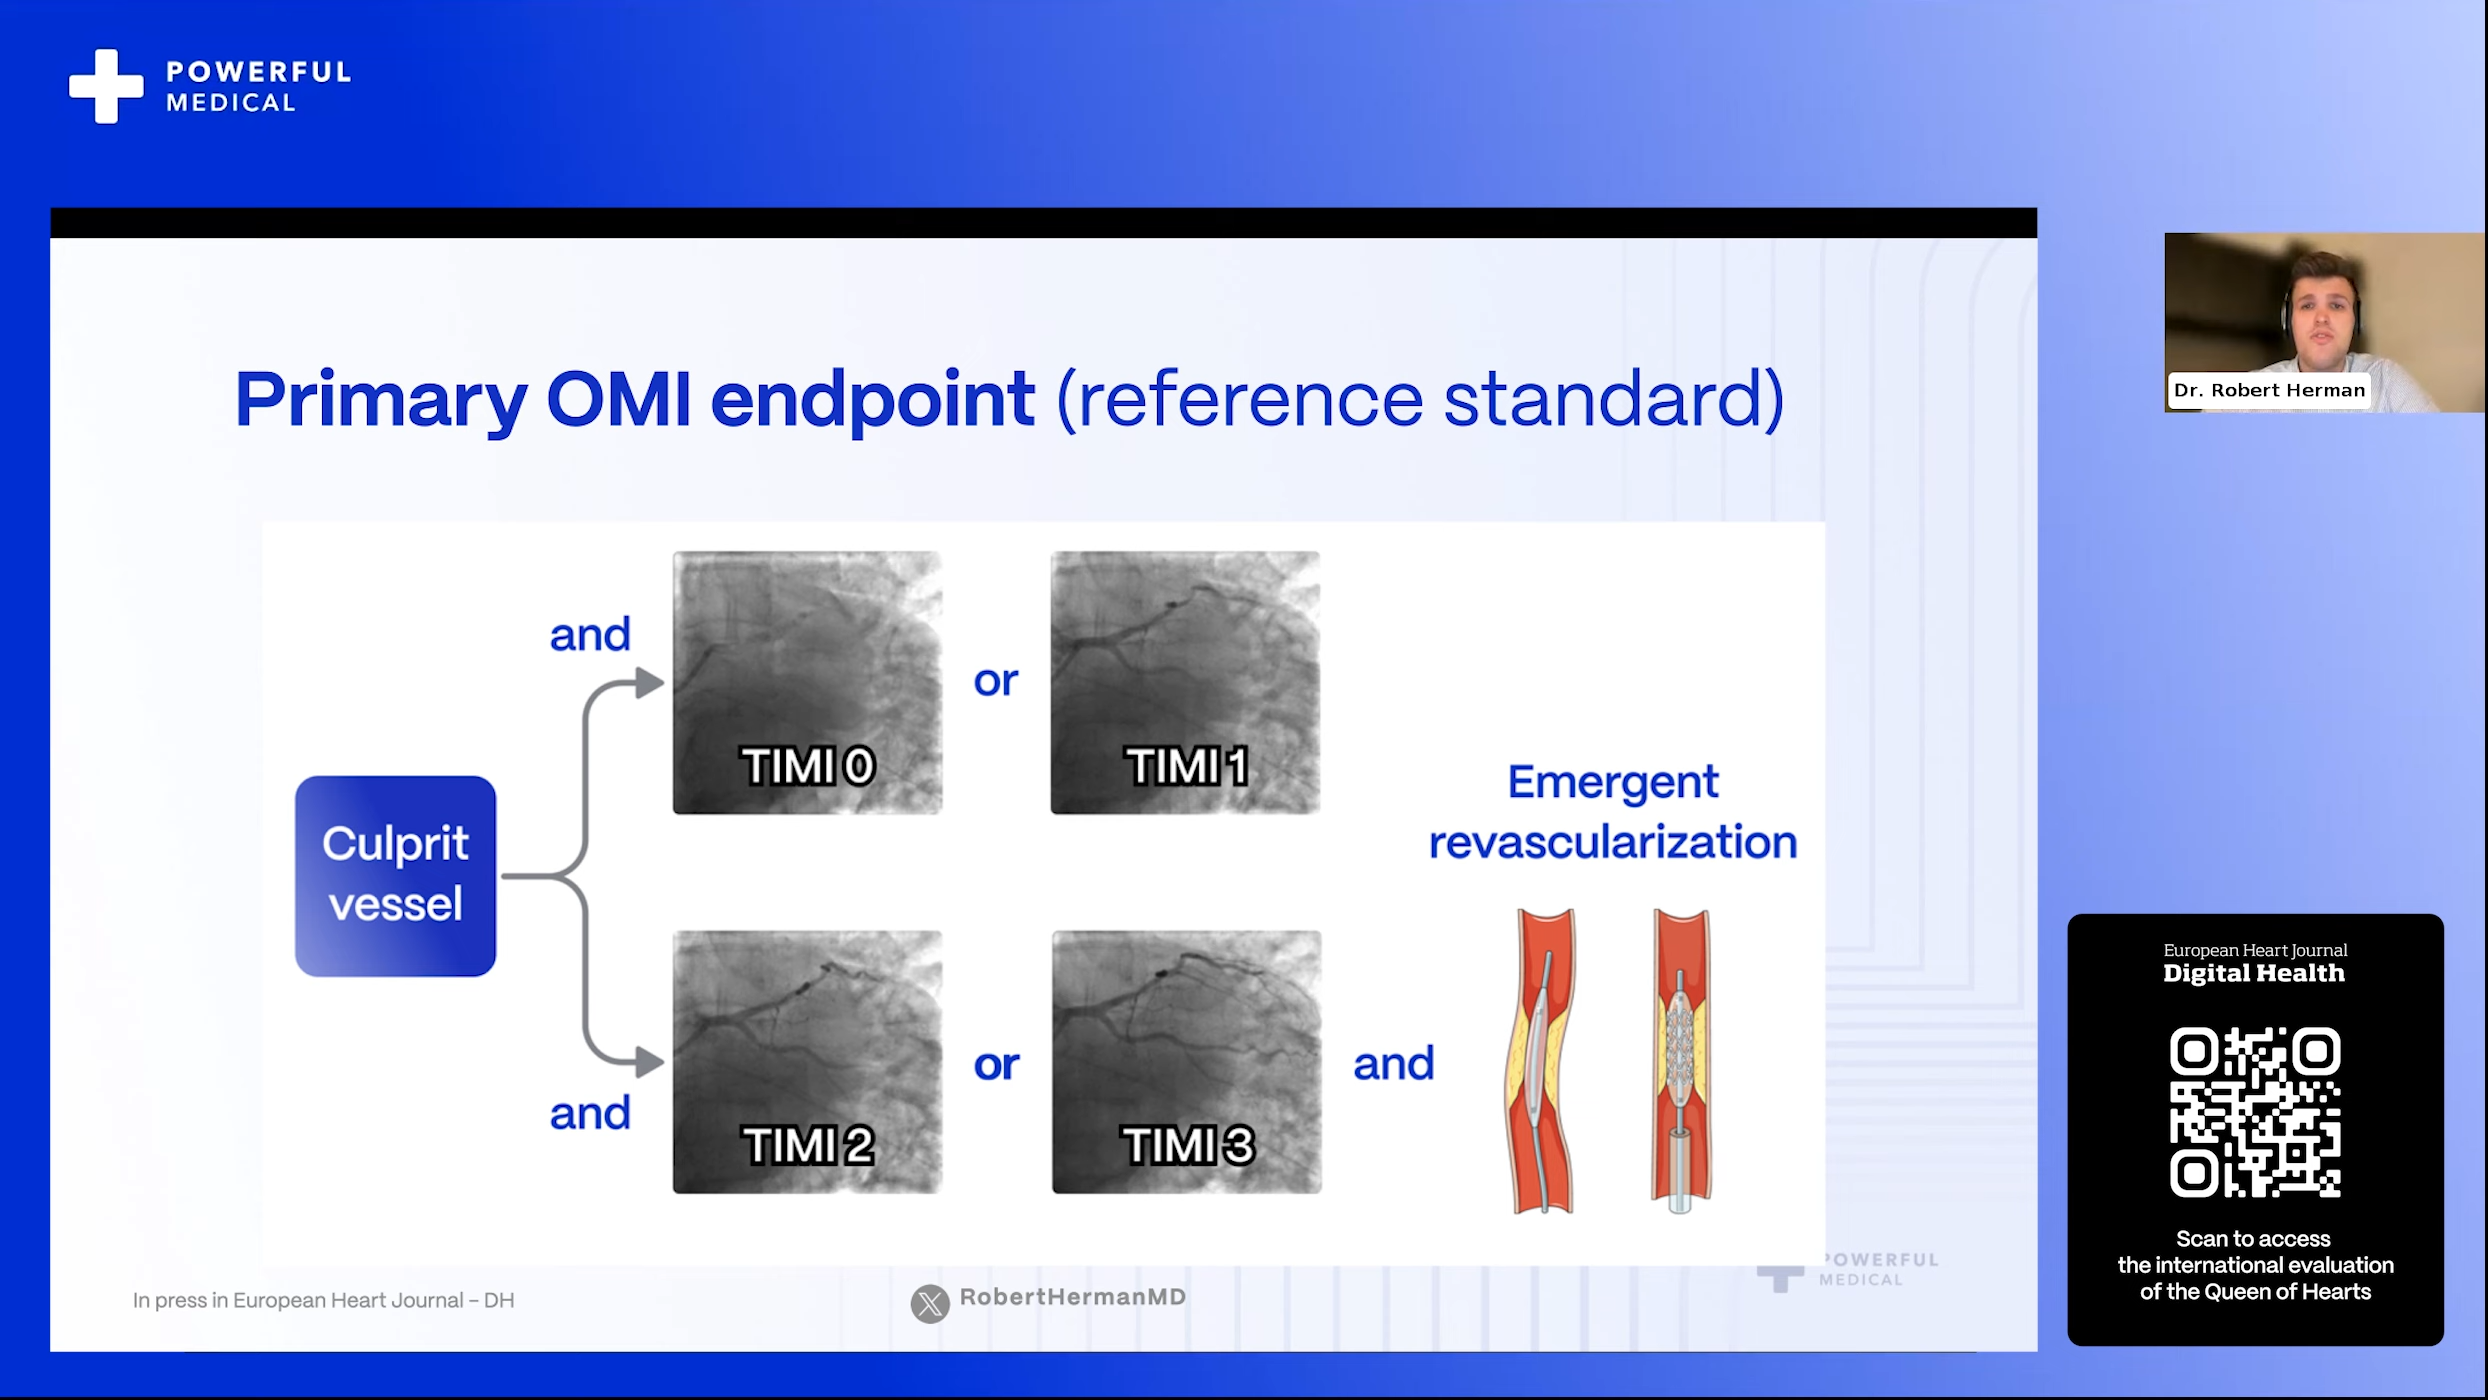 POWERFUL
MEDICAL
Primary OMI endpoint (reference standard)
Dr. Robert Herman
and
TIMI 0
or
TIMI 1
Culprit
vessel
Emergent
revascularization
and
TIMI 2
or
TIMI 3
and
In press in European Heart Journal – DH
RobertHermanMD
POWERFUL
MEDICAL
European Heart Journal
Digital Health
Scan to access
the international evaluation
of the Queen of Hearts